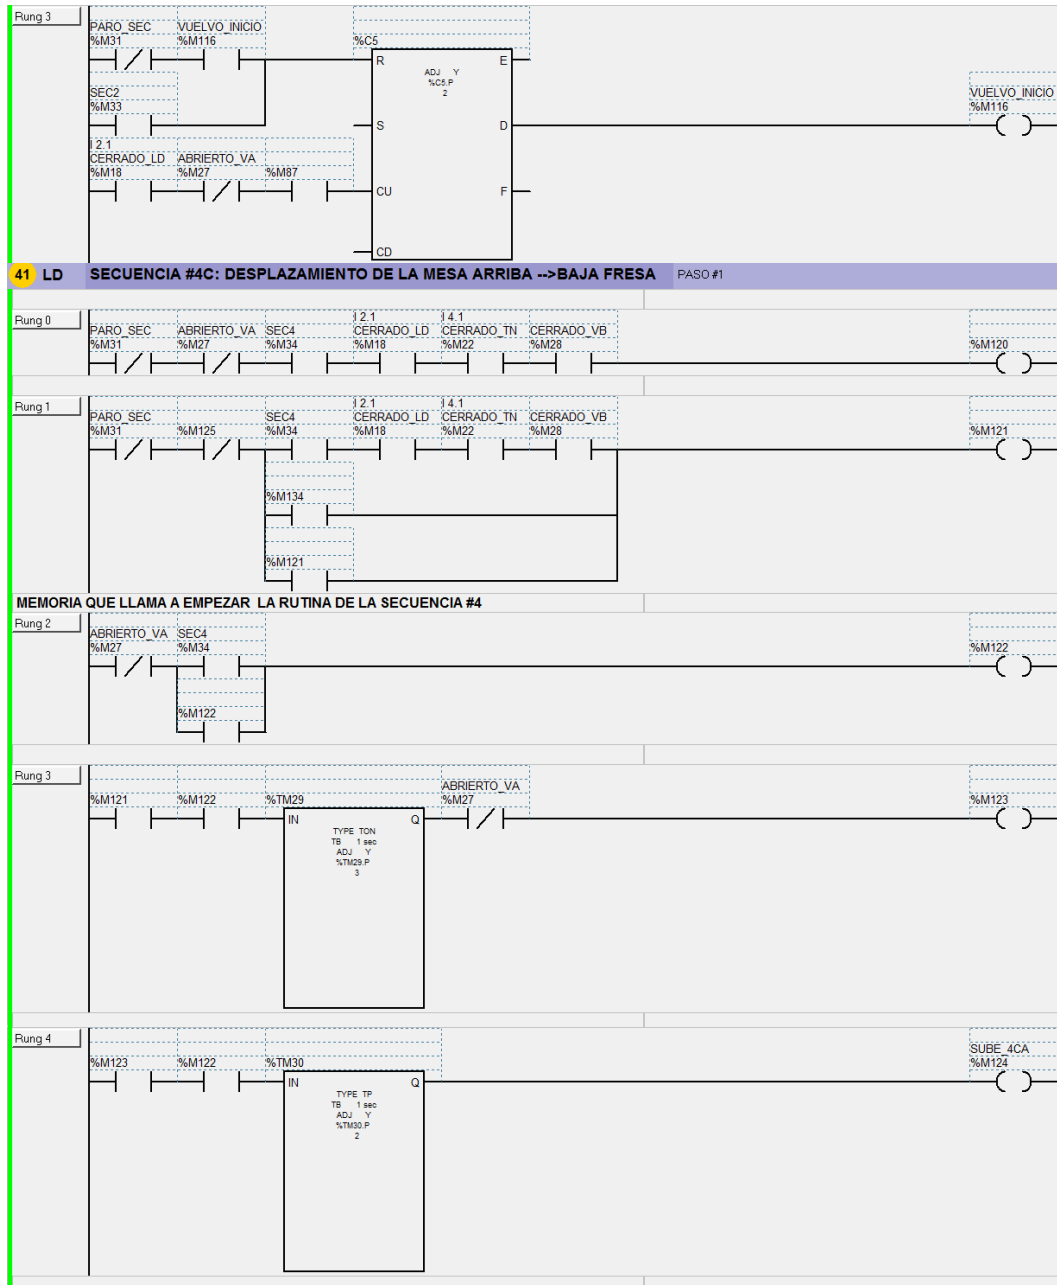 Rung 3
PARO_SEC VUELVO_INICIO
%M31 %M116 %C5
R E
ADJ Y
%C5.P
2
SEC2 VUELVO_INICIO
%M33 %M116
S D
I 2.1
CERRADO_LD ABRIERTO_VA
%M18 %M27 %M87
CU F
CD
41 LD SECUENCIA #4C: DESPLAZAMIENTO DE LA MESA ARRIBA -->BAJA FRESA PASO #1
Rung 0
I 2.1 I 4.1
PARO_SEC ABRIERTO_VA SEC4 CERRADO_LD CERRADO_TN CERRADO_VB
%M31 %M27 %M34 %M18 %M22 %M28 %M120
Rung 1
I 2.1 I 4.1
PARO_SEC SEC4 CERRADO_LD CERRADO_TN CERRADO_VB
%M31 %M125 %M34 %M18 %M22 %M28 %M121
%M134
%M121
MEMORIA QUE LLAMA A EMPEZAR LA RUTINA DE LA SECUENCIA #4
Rung 2
ABRIERTO_VA SEC4
%M27 %M34 %M122
%M122
Rung 3
ABRIERTO_VA
%M121 %M122 %TM29 %M27 %M123
IN Q
TYPE TON
TB 1 sec
ADJ Y
%TM29.P
3
Rung 4
SUBE_4CA
%M123 %M122 %TM30 %M124
IN Q
TYPE TP
TB 1 sec
ADJ Y
%TM30.P
2